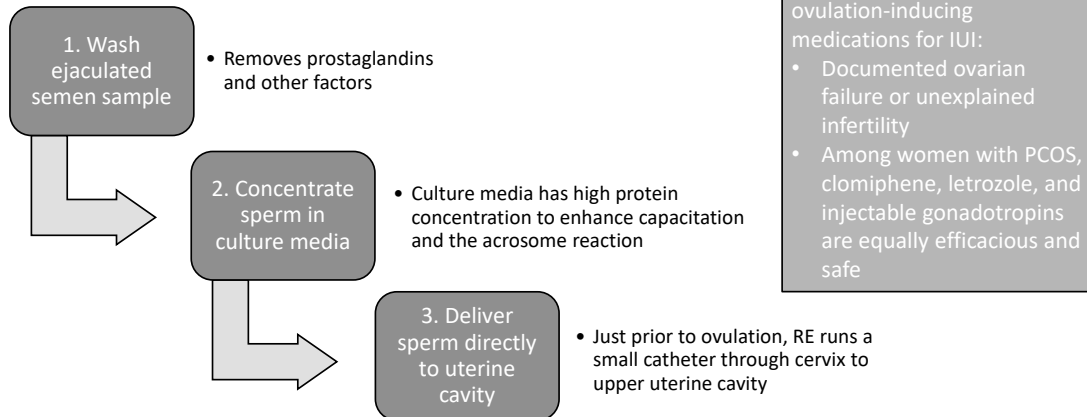 1. Wash
ejaculated
semen sample
• Removes prostaglandins
and other factors
2. Concentrate
sperm in
culture media
• Culture media has high protein
concentration to enhance capacitation
and the acrosome reaction
3. Deliver
sperm directly
to uterine
cavity
• Just prior to ovulation, RE runs a
small catheter through cervix to
upper uterine cavity
ovulation-inducing
medications for IUI:
• Documented ovarian
failure or unexplained
infertility
• Among women with PCOS,
clomiphene, letrozole, and
injectable gonadotropins
are equally efficacious and
safe